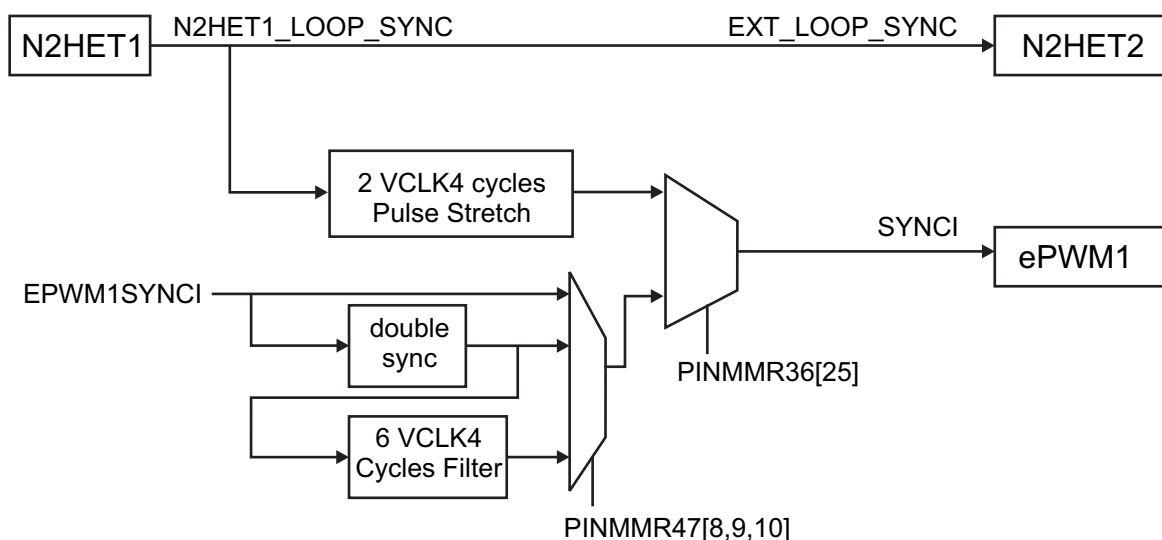 N2HET1
N2HET1_LOOP_SYNC
EXT_LOOP_SYNC
N2HET2
2 VCLK4 cycles
Pulse Stretch
SYNCI
ePWM1
EPWM1SYNCI
double
sync
PINMMR36[25]
6 VCLK4
Cycles Filter
PINMMR47[8,9,10]